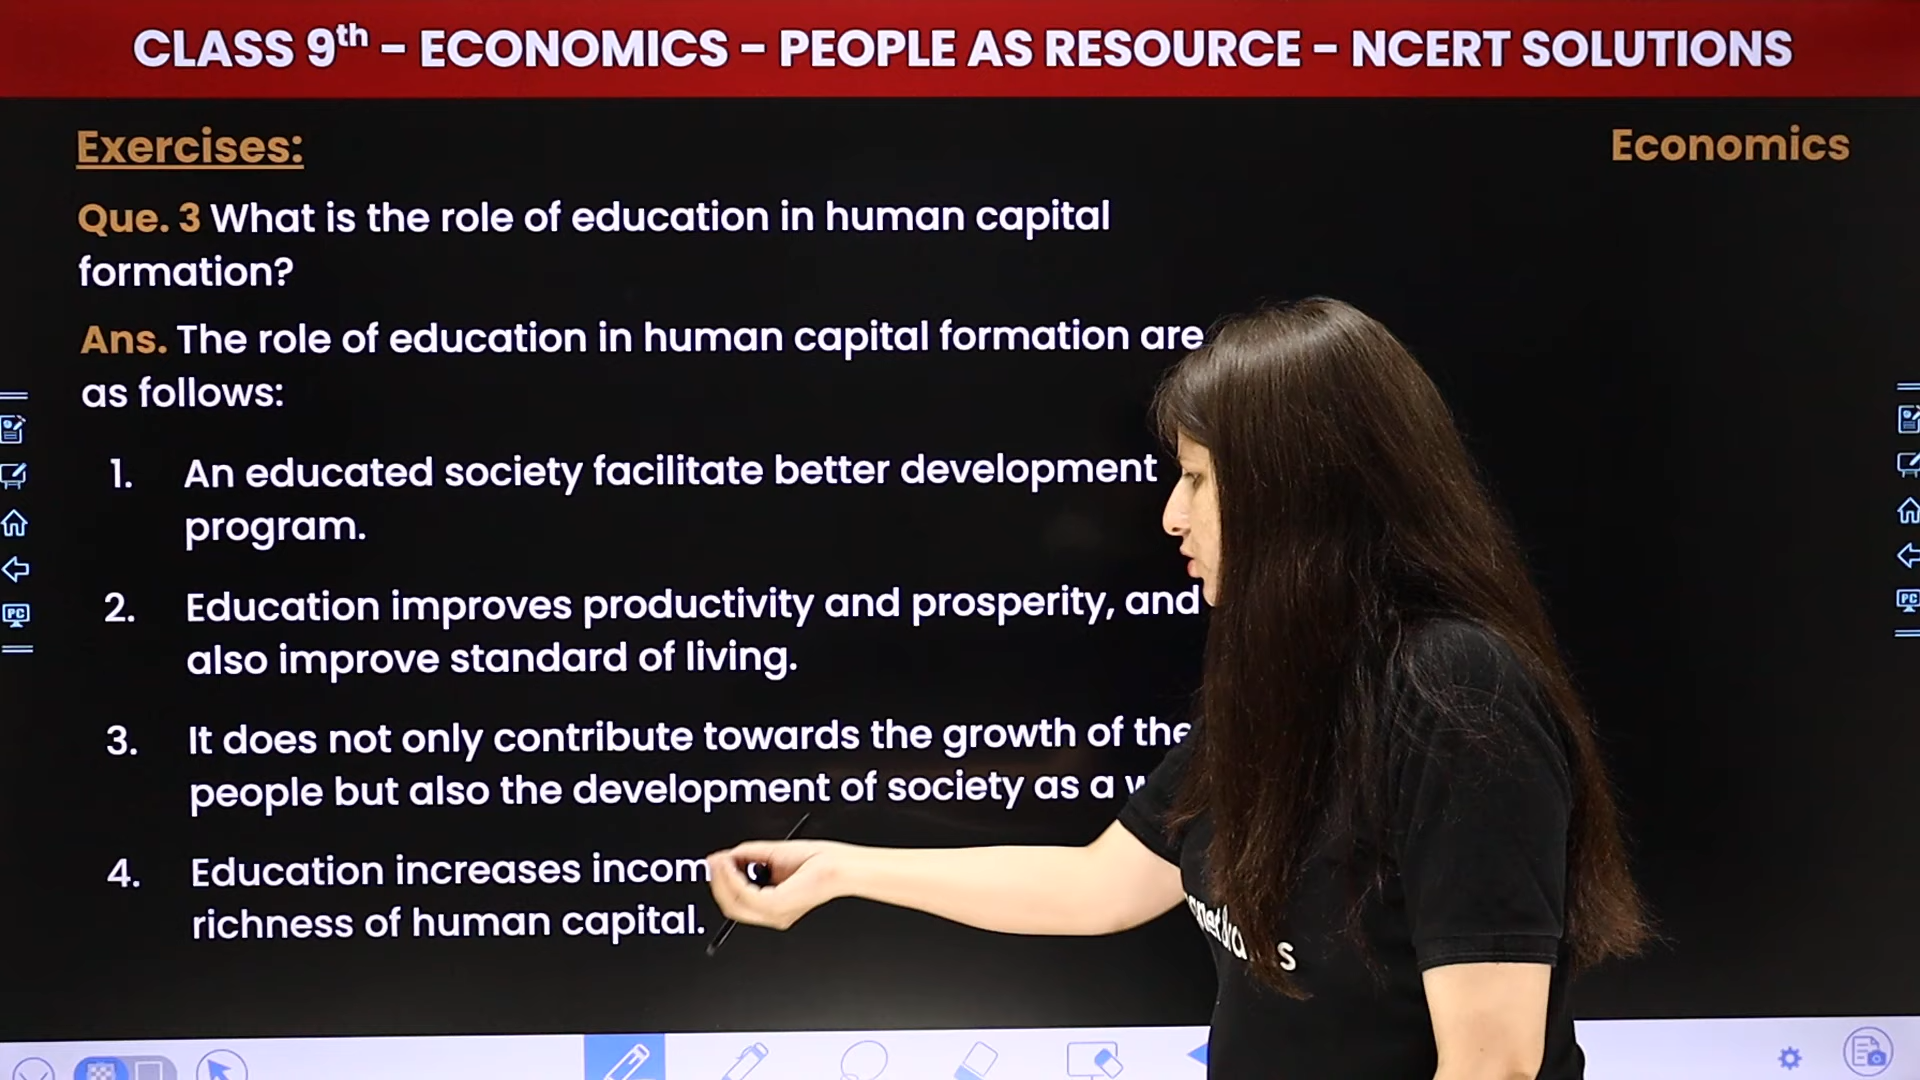 CLASS 9th – ECONOMICS – PEOPLE AS RESOURCE – NCERT SOLUTIONS
Exercises:
Economics
Que. 3 What is the role of education in human capital
formation?
Ans. The role of education in human capital formation are
as follows:
1. An educated society facilitate better development
program.
2. Education improves productivity and prosperity, and
also improve standard of living.
3. It does not only contribute towards the growth of the
people but also the development of society as a
4. Education increases
richness of human capital.
PC
PC